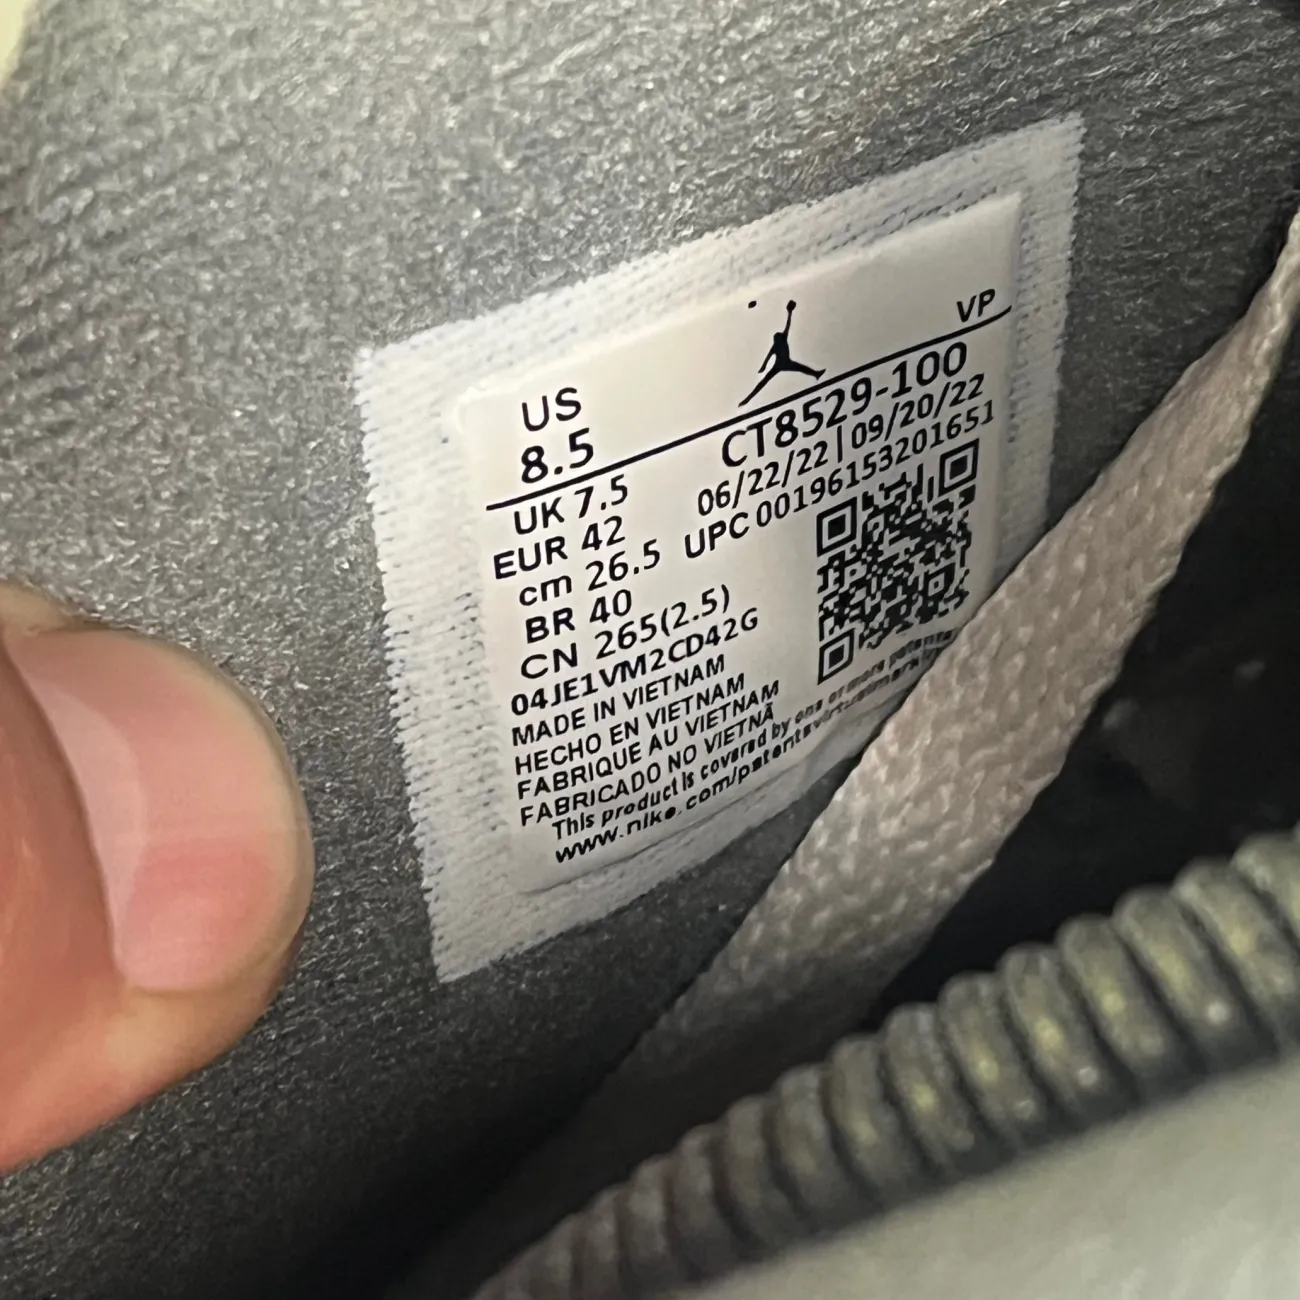 VP
US
8.5
CT8529-100
UK 7.5
06/22/22 | 09/20/22
EUR 42
UPC 00196153201651
cm 26.5
BR 40
CN 265(2.5)
04JE1VM2CD42G
MADE IN VIETNAM
HECHO EN VIETNAM
FABRIQUE AU VIETNAM
FABRICADO NO VIETNÃ
This product is covered by one or more patents
www.nike.com/patents